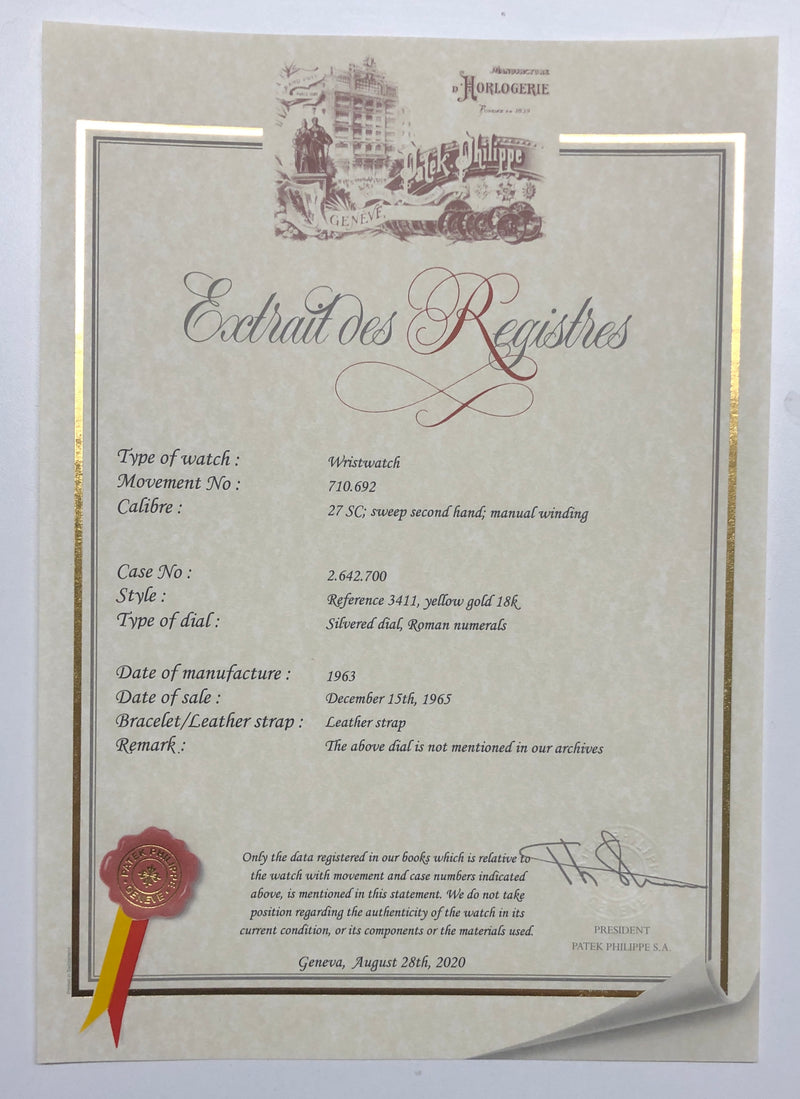 MANUFACTURE
D'HORLOGERIE
FONDÉE EN 1839
Patek. Philippe
GENÈVE.
Extrait des Registres
Type of watch : Wristwatch
Movement No : 710.692
Calibre : 27 SC; sweep second hand; manual winding
Case No : 2.642.700
Style : Reference 3411, yellow gold 18k
Type of dial : Silvered dial, Roman numerals
Date of manufacture : 1963
Date of sale : December 15th, 1965
Bracelet/Leather strap : Leather strap
Remark : The above dial is not mentioned in our archives
Only the data registered in our books which is relative to
the watch with movement and case numbers indicated
above, is mentioned in this statement. We do not take
position regarding the authenticity of the watch in its
current condition, or its components or the materials used.
Geneva, August 28th, 2020
PATEK PHILIPPE
GENEVE
PRESIDENT
PATEK PHILIPPE S.A.